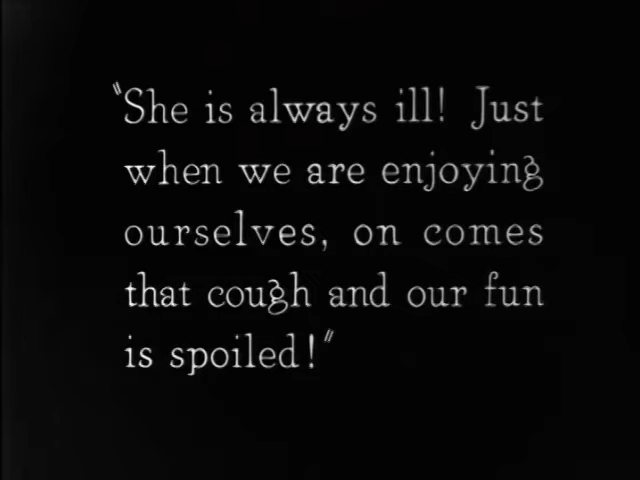 "She is always ill! Just
when we are enjoying
ourselves, on comes
that cough and our fun
is spoiled!"